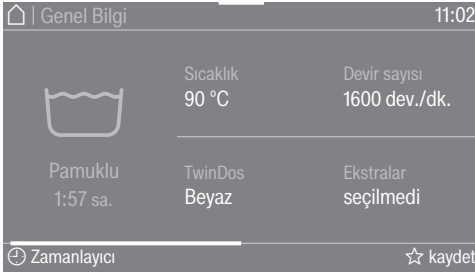 | Genel Bilgi 11:02
Sıcaklık Devir sayısı
90 °C 1600 dev./dk.
Pamuklu TwinDos Ekstralar
1:57 sa. Beyaz seçilmedi
Zamanlayıcı kaydet